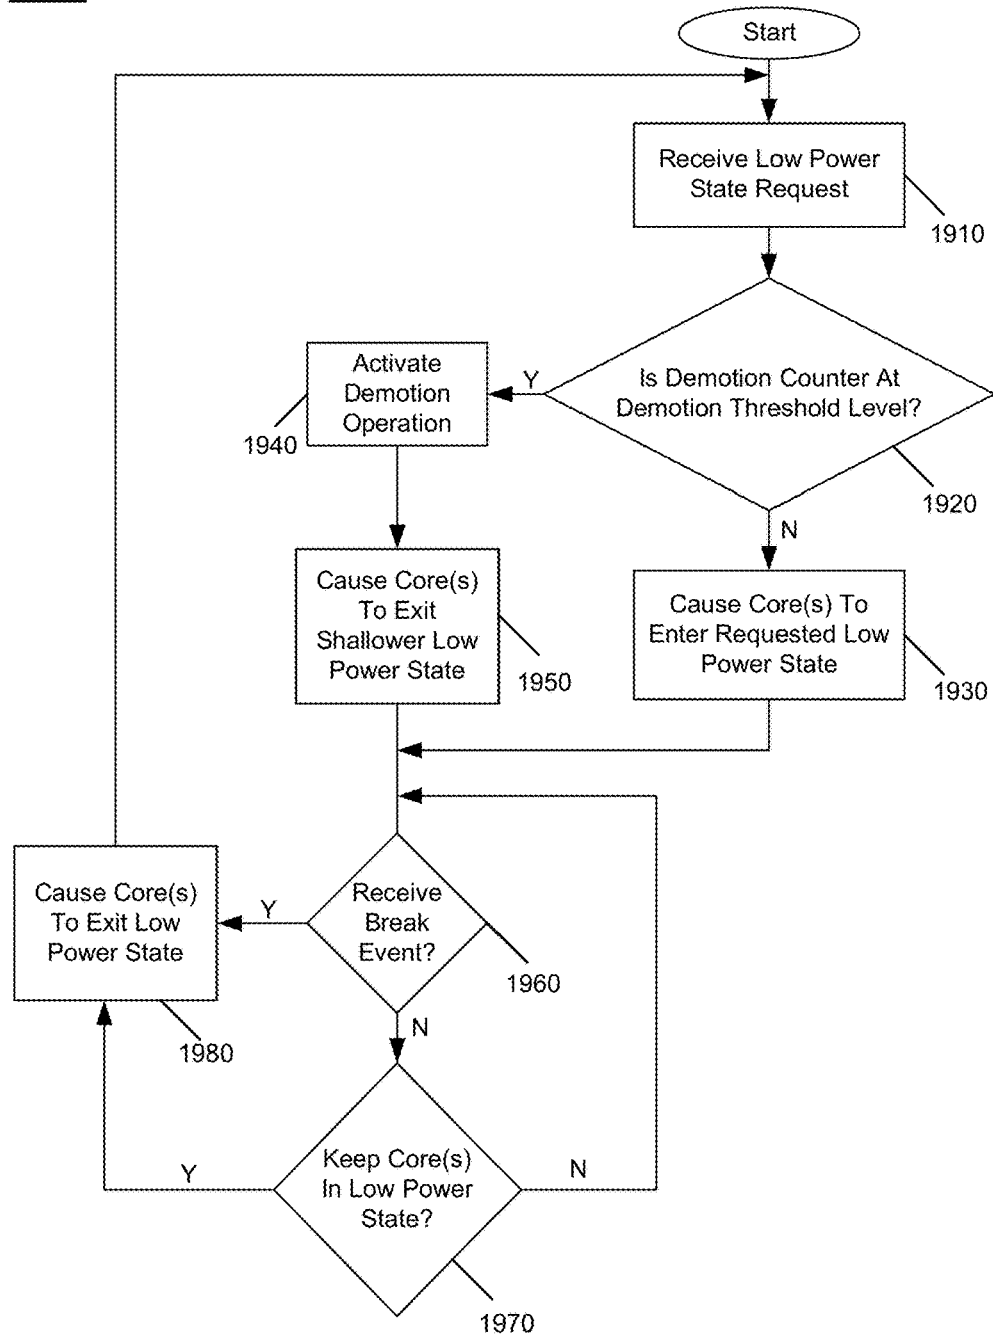 Start
Receive Low Power
State Request
1910
Is Demotion Counter At
Demotion Threshold Level?
1920
Y
N
Activate
Demotion
Operation
1940
Cause Core(s)
To Exit
Shallower Low
Power State
1950
Cause Core(s) To
Enter Requested Low
Power State
1930
Receive
Break
Event?
1960
Y
N
Cause Core(s)
To Exit Low
Power State
1980
Keep Core(s)
In Low Power
State?
1970
Y
N